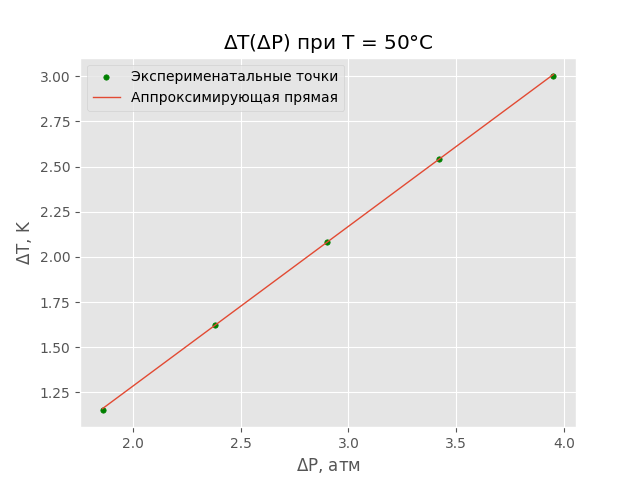 ΔT(ΔP) при T = 50°C
Эксперименатальные точки
Аппроксимирующая прямая
3.00
2.75
2.50
2.25
2.00
1.75
1.50
1.25
ΔT, K
2.0 2.5 3.0 3.5 4.0
ΔP, атм